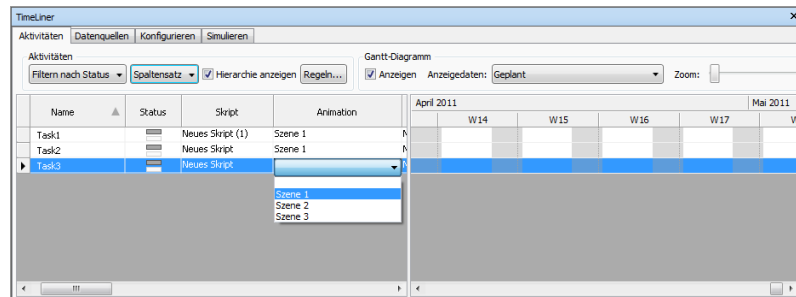 TimeLiner
Aktivitäten Datenquellen Konfigurieren Simulieren
Aktivitäten Gantt-Diagramm
Filtern nach Status Spaltensatz Hierarchie anzeigen Regeln... Anzeigen Anzeigedaten: Geplant Zoom:
Name Status Skript Animation
April 2011 Mai 2011
W14 W15 W16 W17
Task1 Neues Skript (1) Szene 1
Task2 Neues Skript Szene 1
Task3 Neues Skript
Szene 1
Szene 2
Szene 3